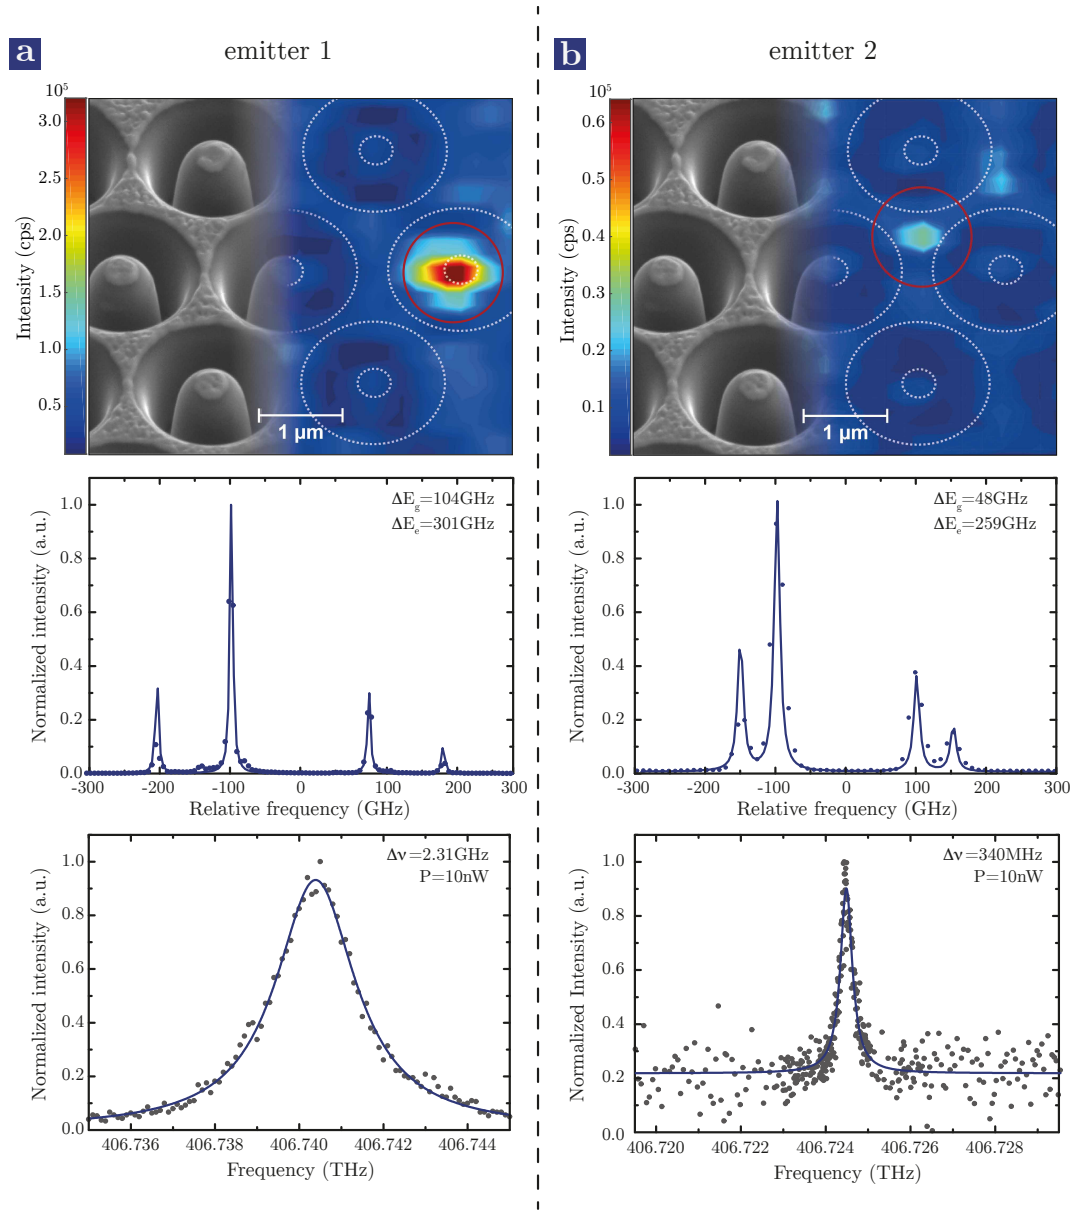 a
emitter 1
10⁵
3.0
2.5
2.0
1.5
1.0
0.5
Intensity (cps)
1 µm
ΔE_g=104GHz
ΔE_e=301GHz
1.0
0.8
0.6
0.4
0.2
0.0
Normalized intensity (a.u.)
-300 -200 -100 0 100 200 300
Relative frequency (GHz)
Δν=2.31GHz
P=10nW
1.0
0.8
0.6
0.4
0.2
0.0
Normalized intensity (a.u.)
406.736 406.738 406.740 406.742 406.744
Frequency (THz)
b
emitter 2
10⁵
0.6
0.5
0.4
0.3
0.2
0.1
Intensity (cps)
1 µm
ΔE_g=48GHz
ΔE_e=259GHz
1.0
0.8
0.6
0.4
0.2
0.0
Normalized intensity (a.u.)
-300 -200 -100 0 100 200 300
Relative frequency (GHz)
Δν=340MHz
P=10nW
1.0
0.8
0.6
0.4
0.2
0.0
Normalized Intensity (a.u.)
406.720 406.722 406.724 406.726 406.728
Frequency (THz)